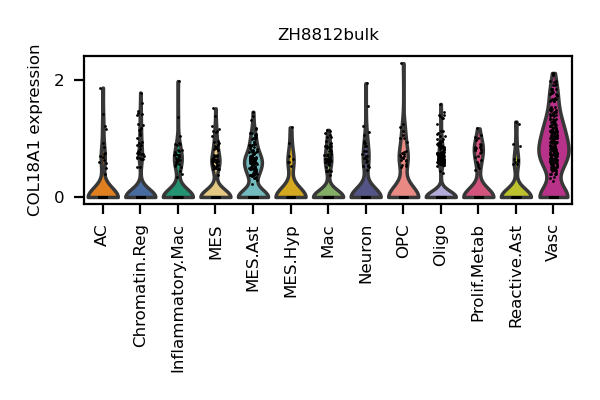 ZH8812bulk
COL18A1 expression
2
0
AC
Chromatin.Reg
Inflammatory.Mac
MES
MES.Ast
MES.Hyp
Mac
Neuron
OPC
Oligo
Prolif.Metab
Reactive.Ast
Vasc